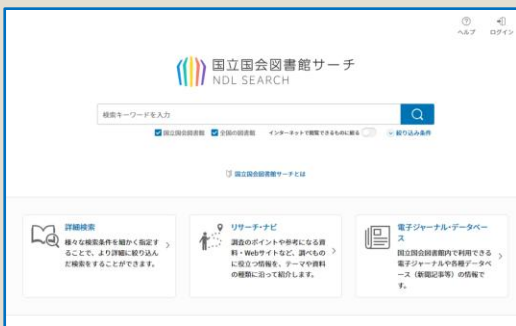 ヘルプ ログイン
国立国会図書館サーチ
NDL SEARCH
検索キーワードを入力
国立国会図書館 全国の図書館 インターネットで閲覧できるものに絞る 絞り込み条件
国立国会図書館サーチとは
詳細検索
様々な検索条件を細かく指定す
ることで、より詳細に絞り込ん
だ検索をすることができます。
リサーチ・ナビ
調査のポイントや参考になる資
料・Webサイトなど、調べもの
に役立つ情報を、テーマや資料
の種類に沿って紹介します。
電子ジャーナル・データベー
ス
国立国会図書館内で利用できる
電子ジャーナルや各種データベ
ース（新聞記事等）の情報で
す。